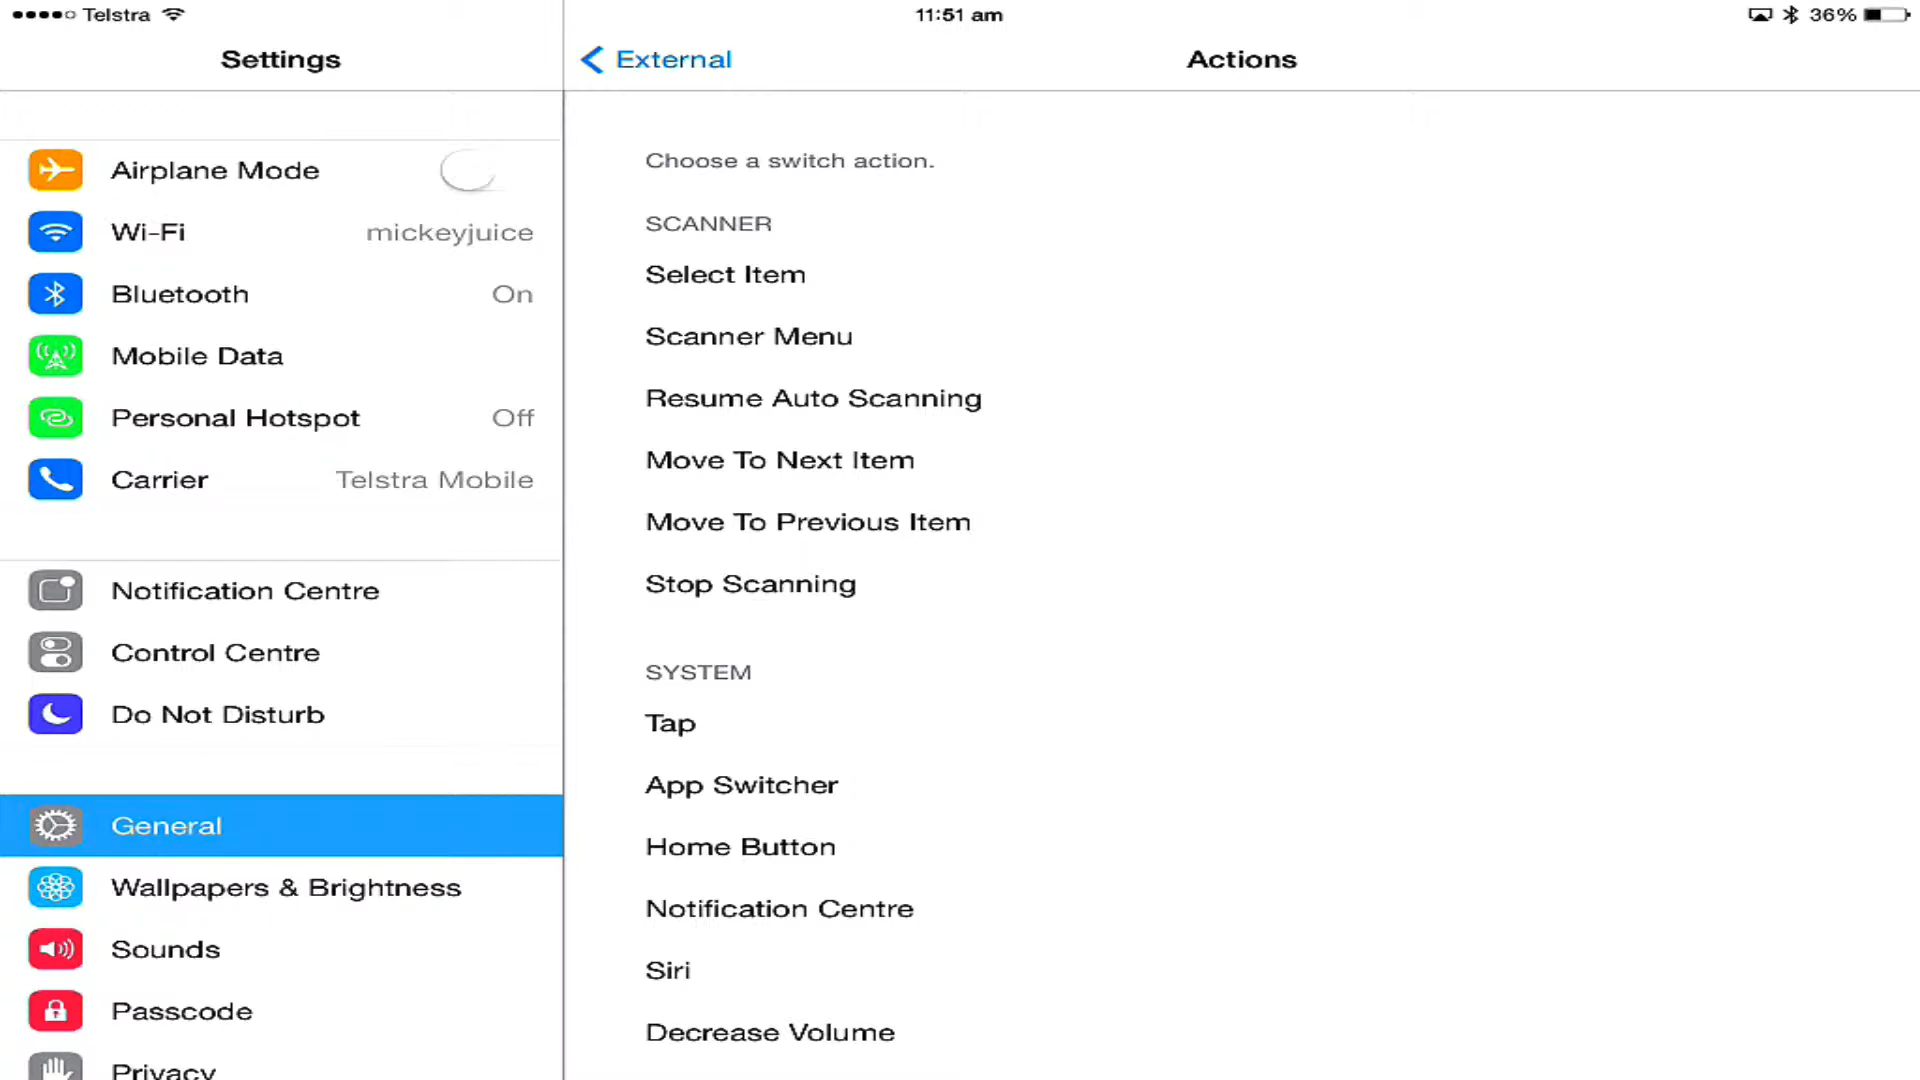 Telstra
11:51 am
36%
Settings
External
Actions
Airplane Mode
Wi-Fi
mickeyjuice
Bluetooth
On
Mobile Data
Personal Hotspot
Off
Carrier
Telstra Mobile
Notification Centre
Control Centre
Do Not Disturb
General
Wallpapers & Brightness
Sounds
Passcode
Privacy
Choose a switch action.
SCANNER
Select Item
Scanner Menu
Resume Auto Scanning
Move To Next Item
Move To Previous Item
Stop Scanning
SYSTEM
Tap
App Switcher
Home Button
Notification Centre
Siri
Decrease Volume